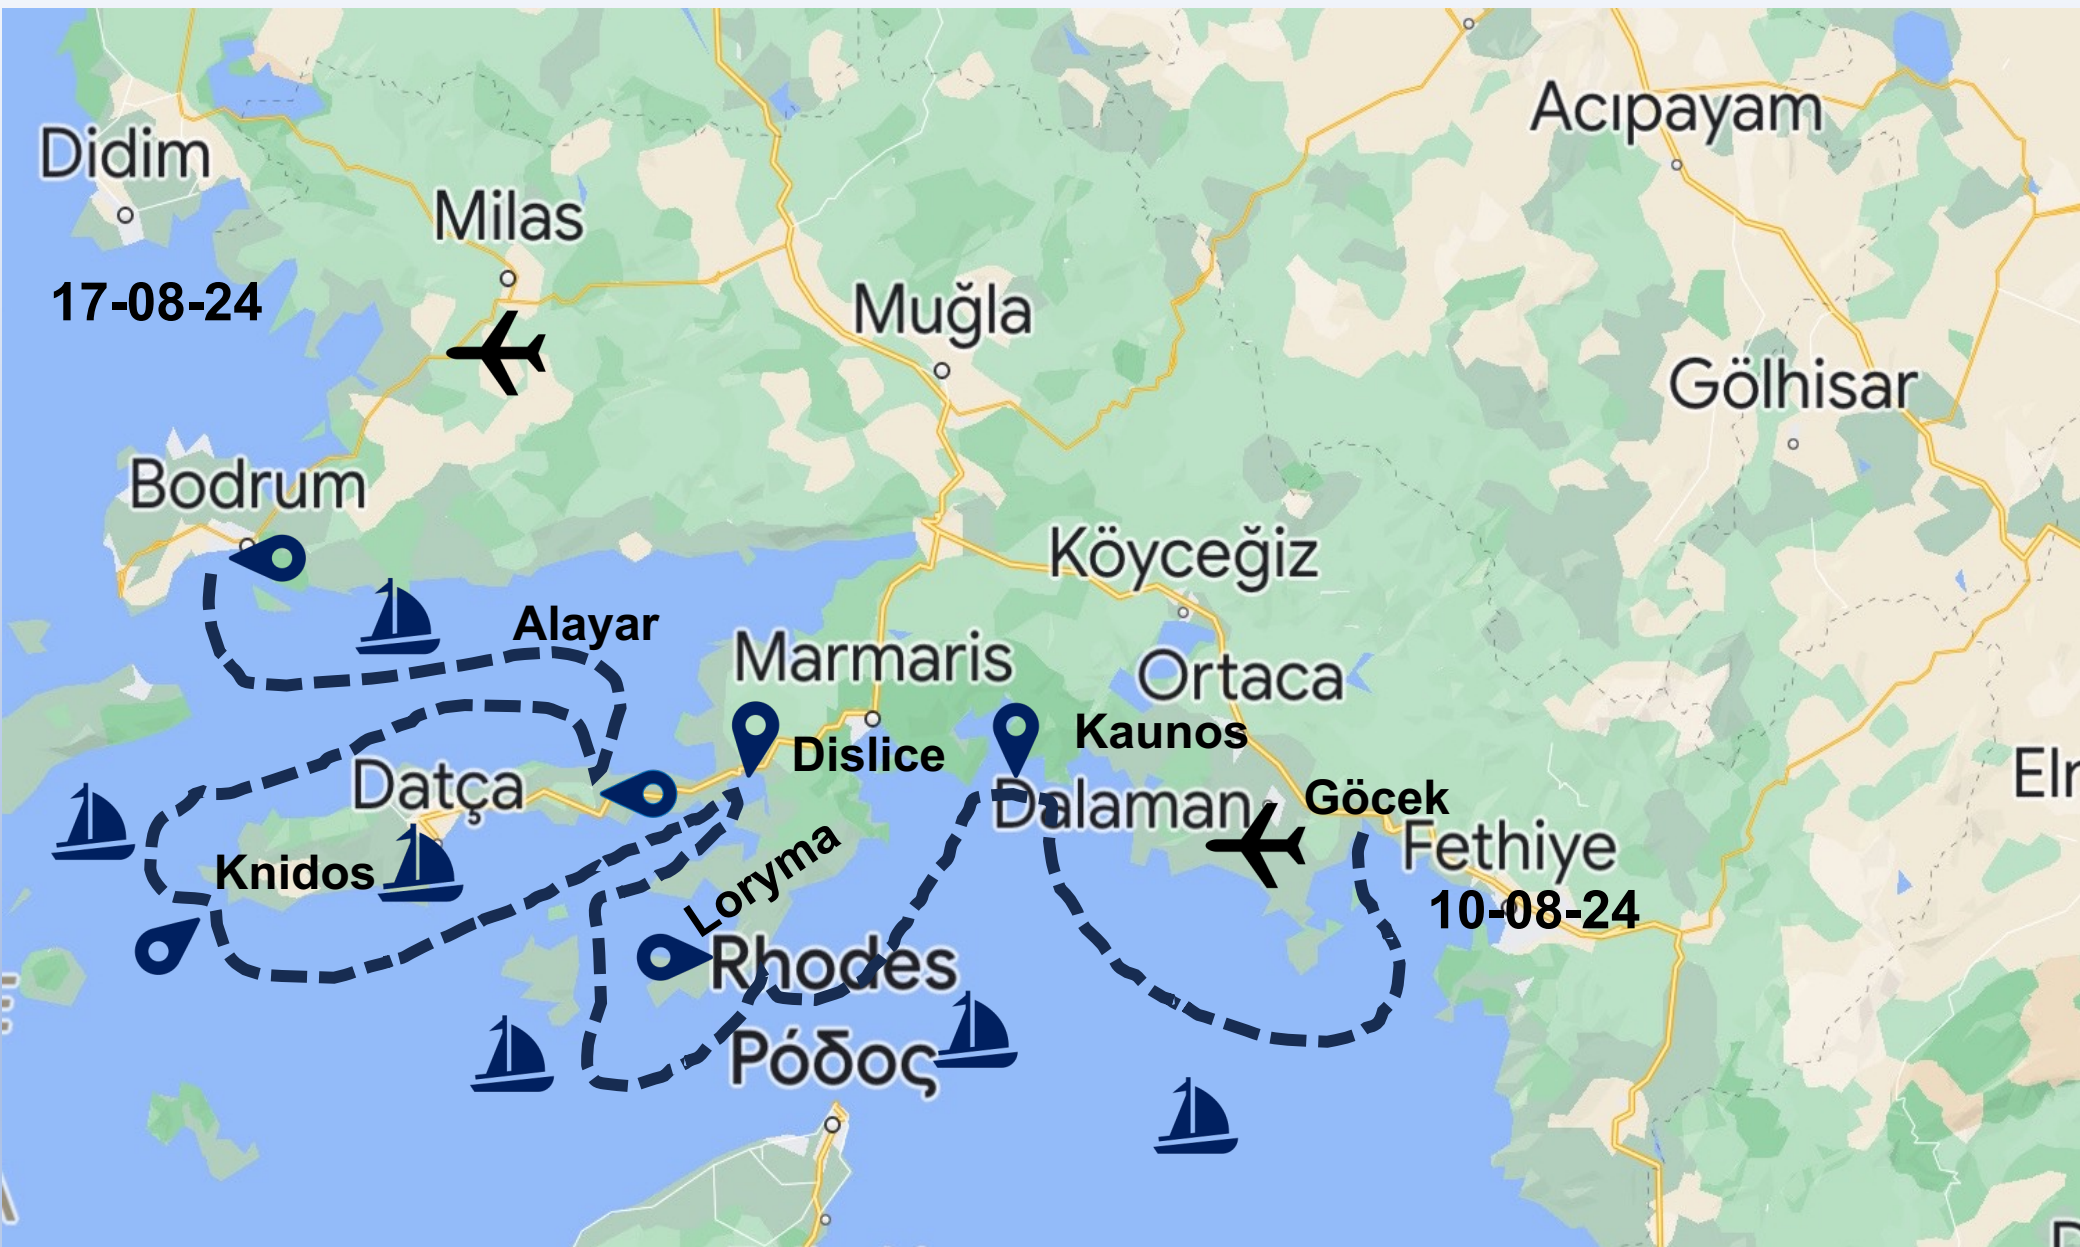 Acıpayam
Didim
Milas
17-08-24
Muğla
Gölhisar
Bodrum
Köyceğiz
Alayar
Marmaris
Ortaca
Kaunos
Dislice
Datça
Dalaman
Göcek
Fethiye
Knidos
Loryma
10-08-24
Rhodes
Ρόδος